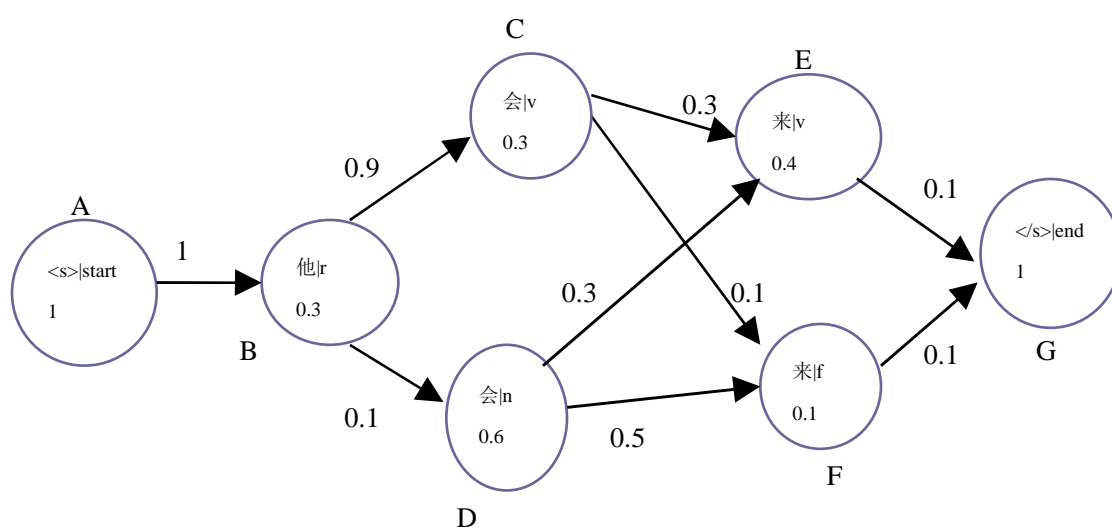 C
E
会|v
0.3
0.3
来|v
0.4
0.9
0.1
A
<s>|start
1
1
他|r
0.3
B
</s>|end
1
G
0.3
0.1
0.1
会|n
0.6
D
0.5
来|f
0.1
F
0.1